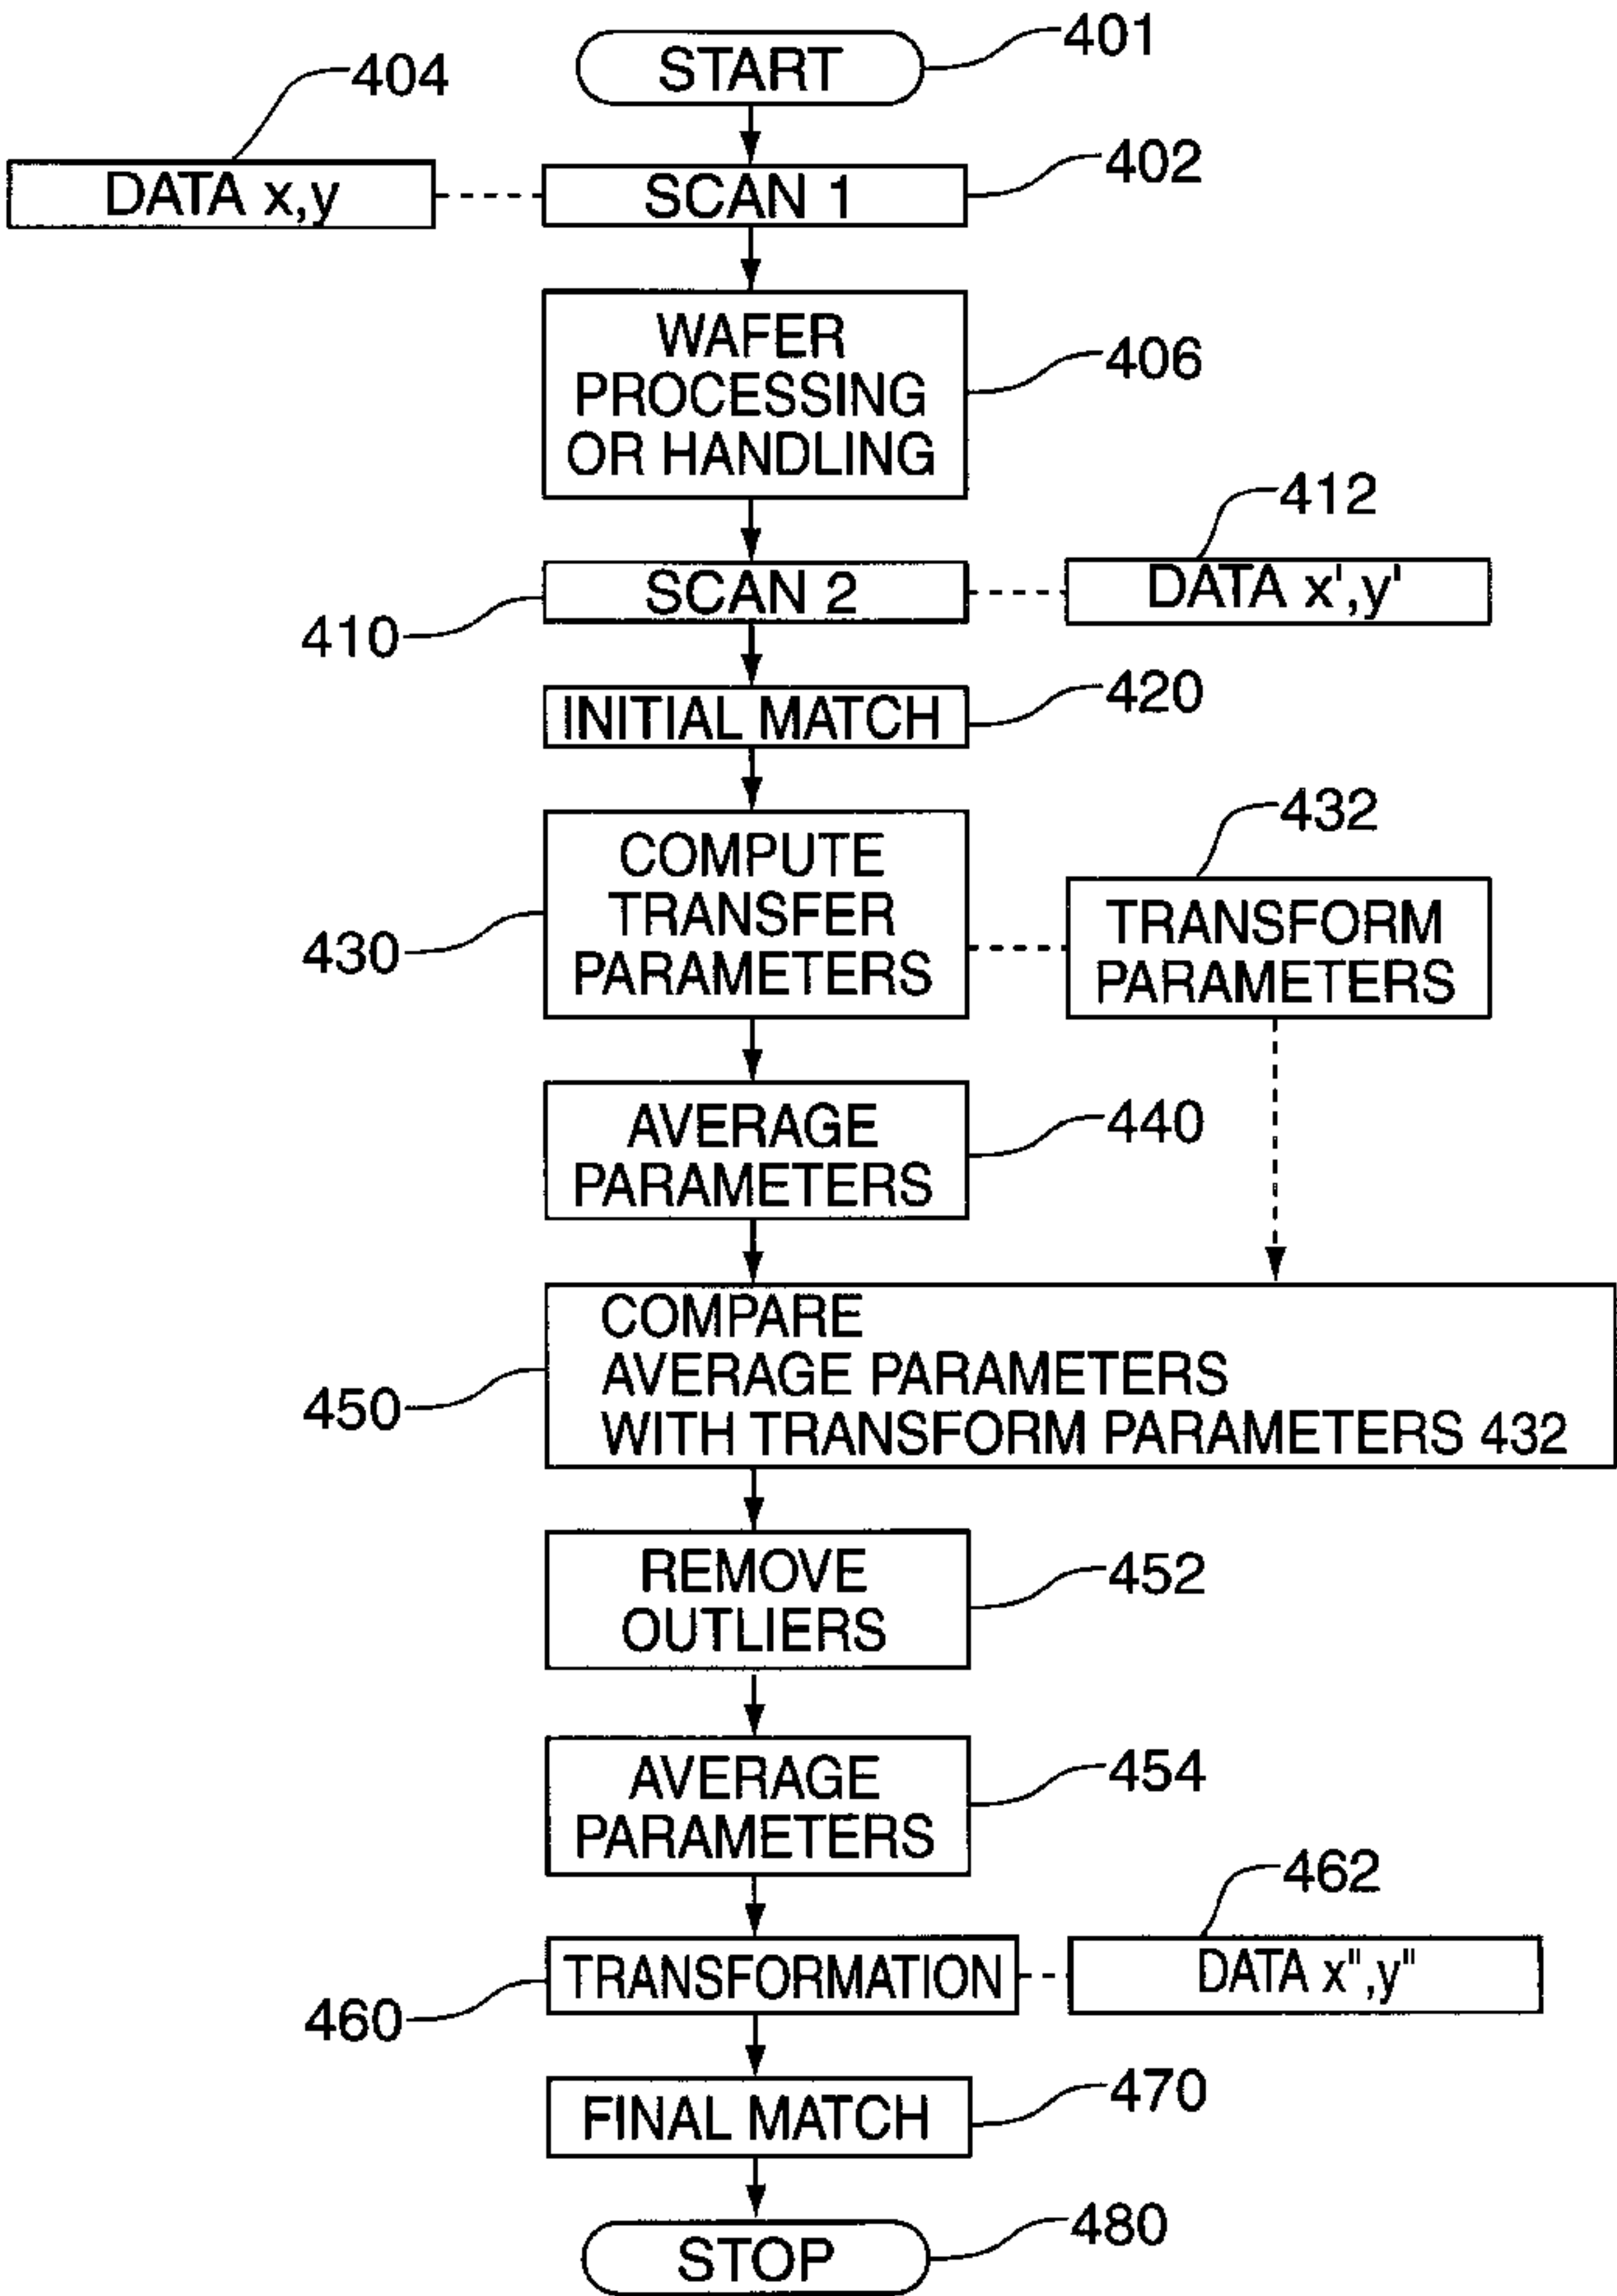 START
401
404
DATA x,y
SCAN 1
402
WAFER
PROCESSING
OR HANDLING
406
412
SCAN 2
DATA x',y'
410
INITIAL MATCH
420
COMPUTE
TRANSFER
PARAMETERS
430
432
TRANSFORM
PARAMETERS
AVERAGE
PARAMETERS
440
COMPARE
AVERAGE PARAMETERS
WITH TRANSFORM PARAMETERS 432
450
REMOVE
OUTLIERS
452
AVERAGE
PARAMETERS
454
462
TRANSFORMATION
DATA x",y"
460
FINAL MATCH
470
STOP
480